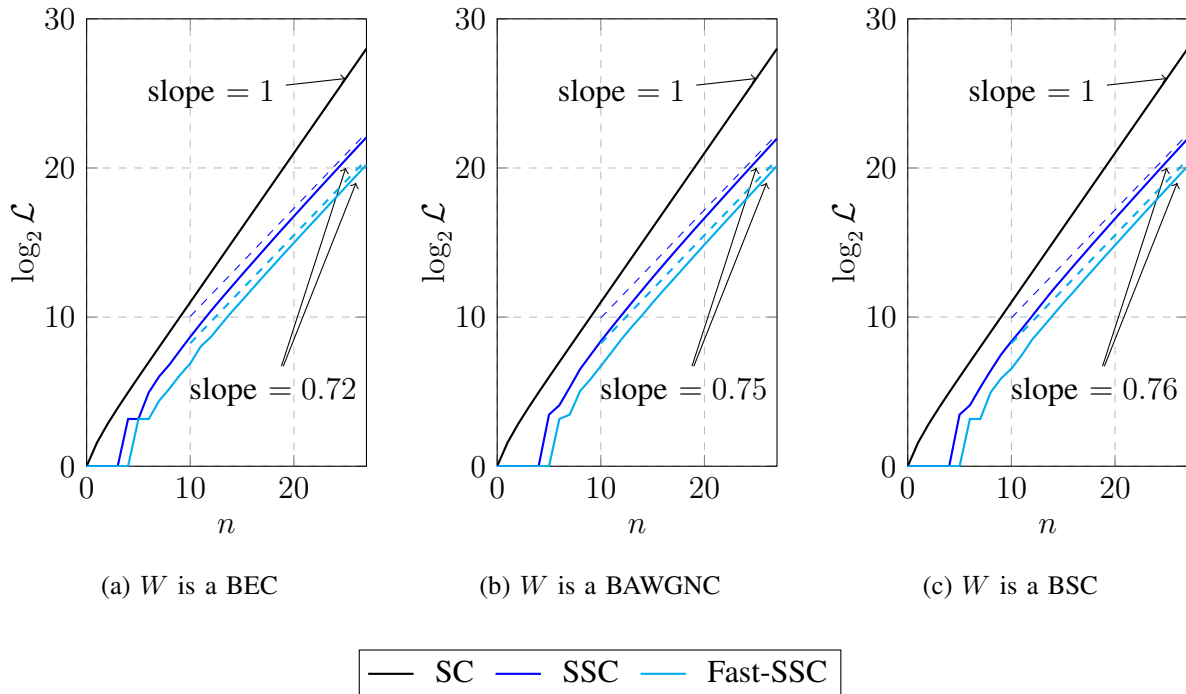 30
20
10
0
0
10
20
log₂ ℒ
n
slope = 1
slope = 0.72
(a) W is a BEC
30
20
10
0
0
10
20
log₂ ℒ
n
slope = 1
slope = 0.75
(b) W is a BAWGNC
30
20
10
0
0
10
20
log₂ ℒ
n
slope = 1
slope = 0.76
(c) W is a BSC
SC SSC Fast-SSC